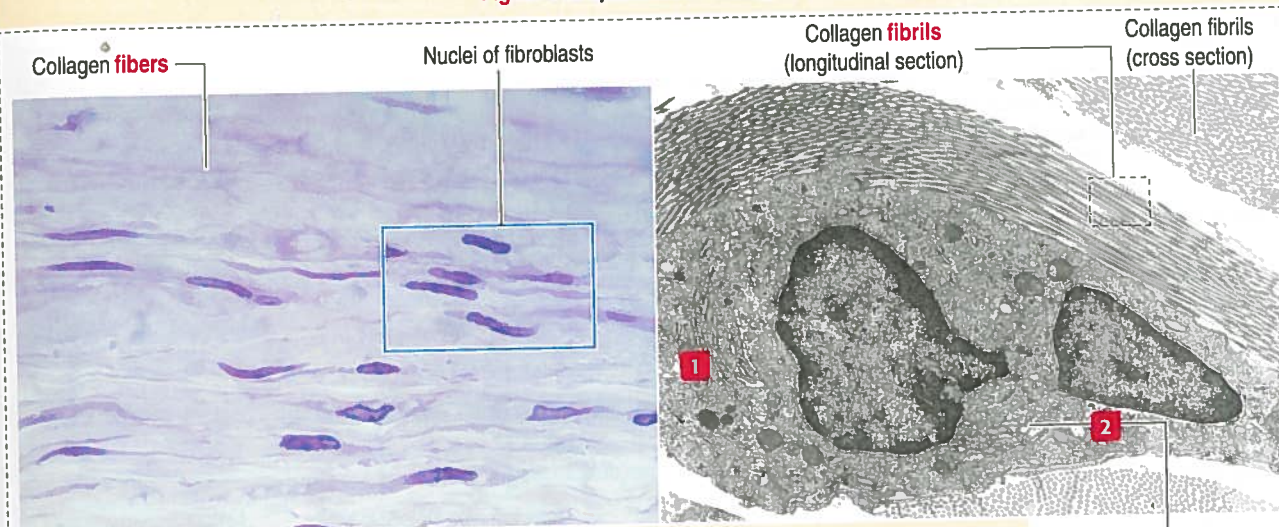 Collagen fibers
Nuclei of fibroblasts
Collagen fibrils
(longitudinal section)
Collagen fibrils
(cross section)
1
2